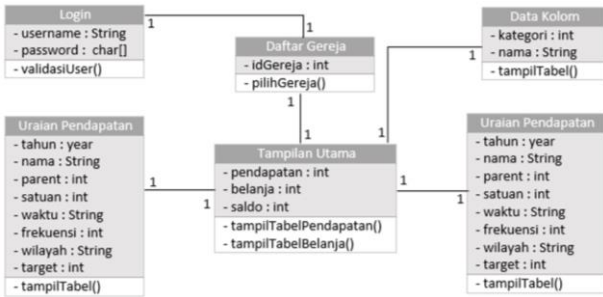 Login
- username : String
- password : char[]
- validasiUser()
1
1
Daftar Gereja
- idGereja : int
- pilihGereja()
1
1
Data Kolom
- kategori : int
- nama : String
- tampilTabel()
1
1
Uraian Pendapatan
- tahun : year
- nama : String
- parent : int
- satuan : int
- waktu : String
- frekuensi : int
- wilayah : String
- target : int
- tampilTabel()
1
1
Tampilan Utama
- pendapatan : int
- belanja : int
- saldo : int
- tampilTabelPendapatan()
- tampilTabelBelanja()
1
1
Uraian Pendapatan
- tahun : year
- nama : String
- parent : int
- satuan : int
- waktu : String
- frekuensi : int
- wilayah : String
- target : int
- tampilTabel()